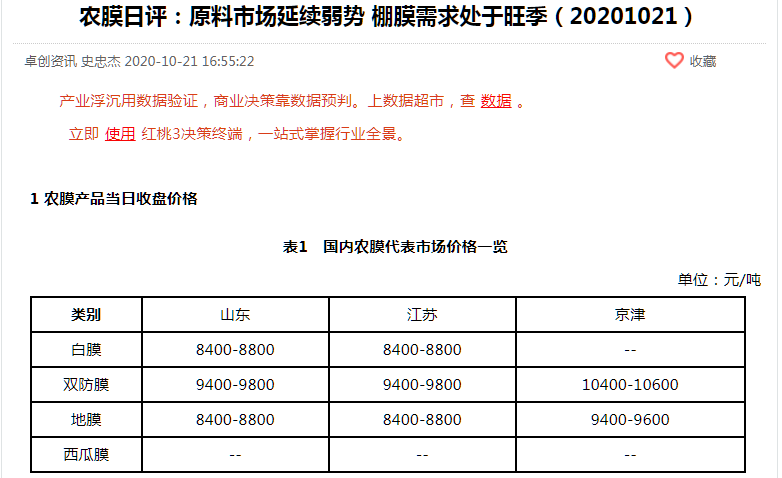 农膜日评：原料市场延续弱势 棚膜需求处于旺季（20201021）
卓创资讯 史忠杰 2020-10-21 16:55:22 收藏
产业浮沉用数据验证，商业决策靠数据预判。上数据超市，查 数据 。
立即 使用 红桃3决策终端，一站式掌握行业全景。
1 农膜产品当日收盘价格
表1 国内农膜代表市场价格一览
单位：元/吨
类别 山东 江苏 京津
白膜 8400-8800 8400-8800 --
双防膜 9400-9800 9400-9800 10400-10600
地膜 8400-8800 8400-8800 9400-9600
西瓜膜 -- -- --